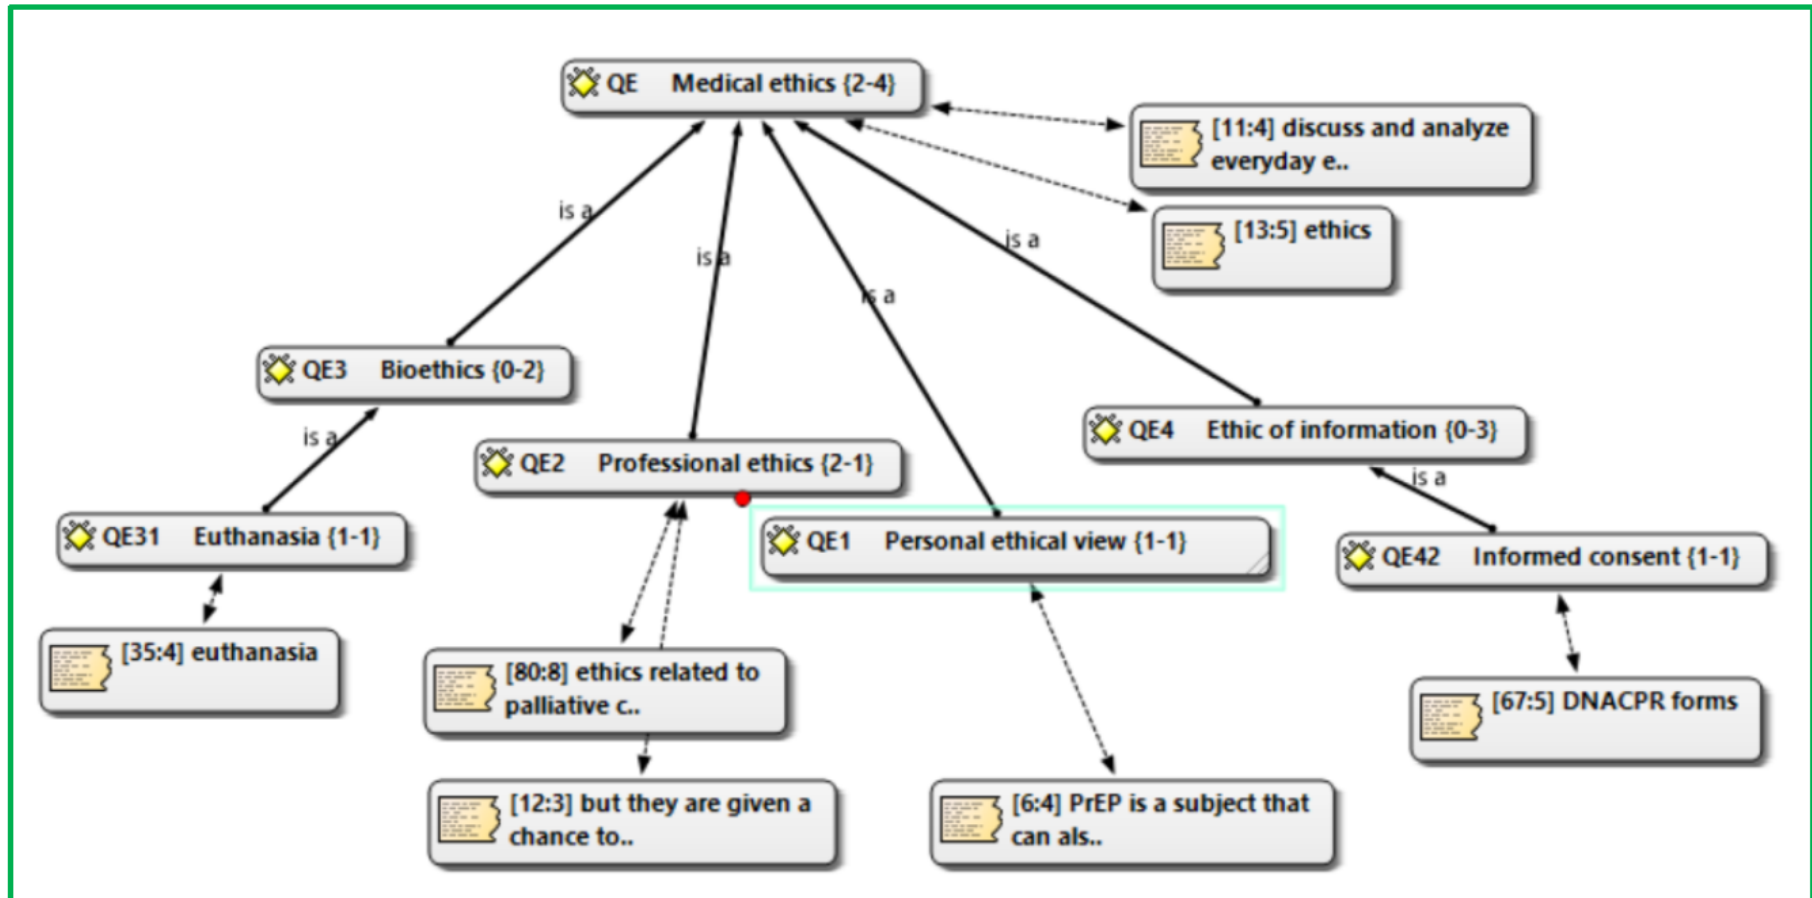 QE Medical ethics {2-4}
[11:4] discuss and analyze
everyday e..
[13:5] ethics
is a
is a
is a
is a
QE3 Bioethics {0-2}
is a
QE4 Ethic of information {0-3}
QE2 Professional ethics {2-1}
is a
QE31 Euthanasia {1-1}
QE1 Personal ethical view {1-1}
QE42 Informed consent {1-1}
[35:4] euthanasia
[80:8] ethics related to
palliative c..
[67:5] DNACPR forms
[12:3] but they are given a
chance to..
[6:4] PrEP is a subject that
can als..